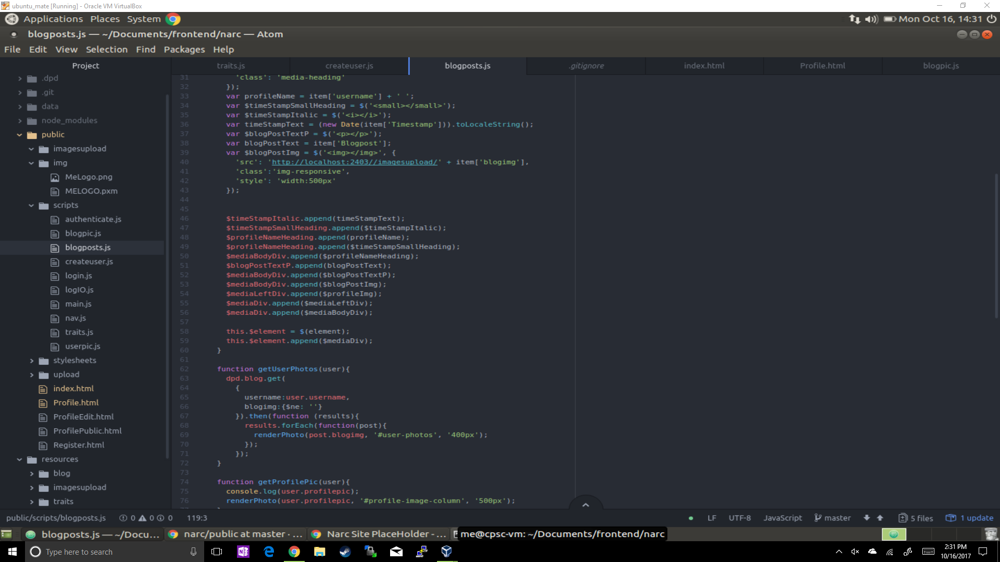 ubuntu_mate [Running] - Oracle VM VirtualBox
Applications Places System Mon Oct 16, 14:31
blogposts.js — ~/Documents/frontend/narc — Atom
File Edit View Selection Find Packages Help
Project
.dpd
.git
data
node_modules
public
imagesupload
img
MeLogo.png
MELOGO.pxm
scripts
authenticate.js
blogpic.js
blogposts.js
createuser.js
login.js
logIO.js
main.js
nav.js
traits.js
userpic.js
stylesheets
upload
index.html
Profile.html
ProfileEdit.html
ProfilePublic.html
Register.html
resources
blog
imagesupload
traits
traits.js createuser.js blogposts.js .gitignore index.html Profile.html blogpic.js
31 'class': 'media-heading'
32 });
33 var profileName = item['username'] + ' ';
34 var $timeStampSmallHeading = $('<small></small>');
35 var $timeStampItalic = $('<i></i>');
36 var timeStampText = (new Date(item['Timestamp'])).toLocaleString();
37 var $blogPostTextP = $('<p></p>');
38 var blogPostText = item['Blogpost'];
39 var $blogPostImg = $('<img></img>', {
40 'src': 'http://localhost:2403//imagesupload/' + item['blogimg'],
41 'class':'img-responsive',
42 'style': 'width:500px'
43 });
44
45
46 $timeStampItalic.append(timeStampText);
47 $timeStampSmallHeading.append($timeStampItalic);
48 $profileNameHeading.append(profileName);
49 $profileNameHeading.append($timeStampSmallHeading);
50 $mediaBodyDiv.append($profileNameHeading);
51 $blogPostTextP.append(blogPostText);
52 $mediaBodyDiv.append($blogPostTextP);
53 $mediaBodyDiv.append($blogPostImg);
54 $mediaLeftDiv.append($profileImg);
55 $mediaDiv.append($mediaLeftDiv);
56 $mediaDiv.append($mediaBodyDiv);
57
58 this.$element = $(element);
59 this.$element.append($mediaDiv);
60 }
61
62 function getUserPhotos(user){
63 dpd.blog.get(
64 {
65 username:user.username,
66 blogimg:{$ne: ''}
67 }).then(function (results){
68 results.forEach(function(post){
69 renderPhoto(post.blogimg, '#user-photos', '400px');
70 });
71 });
72 }
73
74 function getProfilePic(user){
75 console.log(user.profilepic);
76 renderPhoto(user.profilepic, '#profile-image-column', '500px');
public/scripts/blogposts.js 0 0 0 119:3 LF UTF-8 JavaScript master 5 files 1 update
blogposts.js — ~/Docu... narc/public at master · ... Narc Site PlaceHolder - ... me@cpsc-vm: ~/Documents/frontend/narc
Type here to search
2:31 PM
10/16/2017